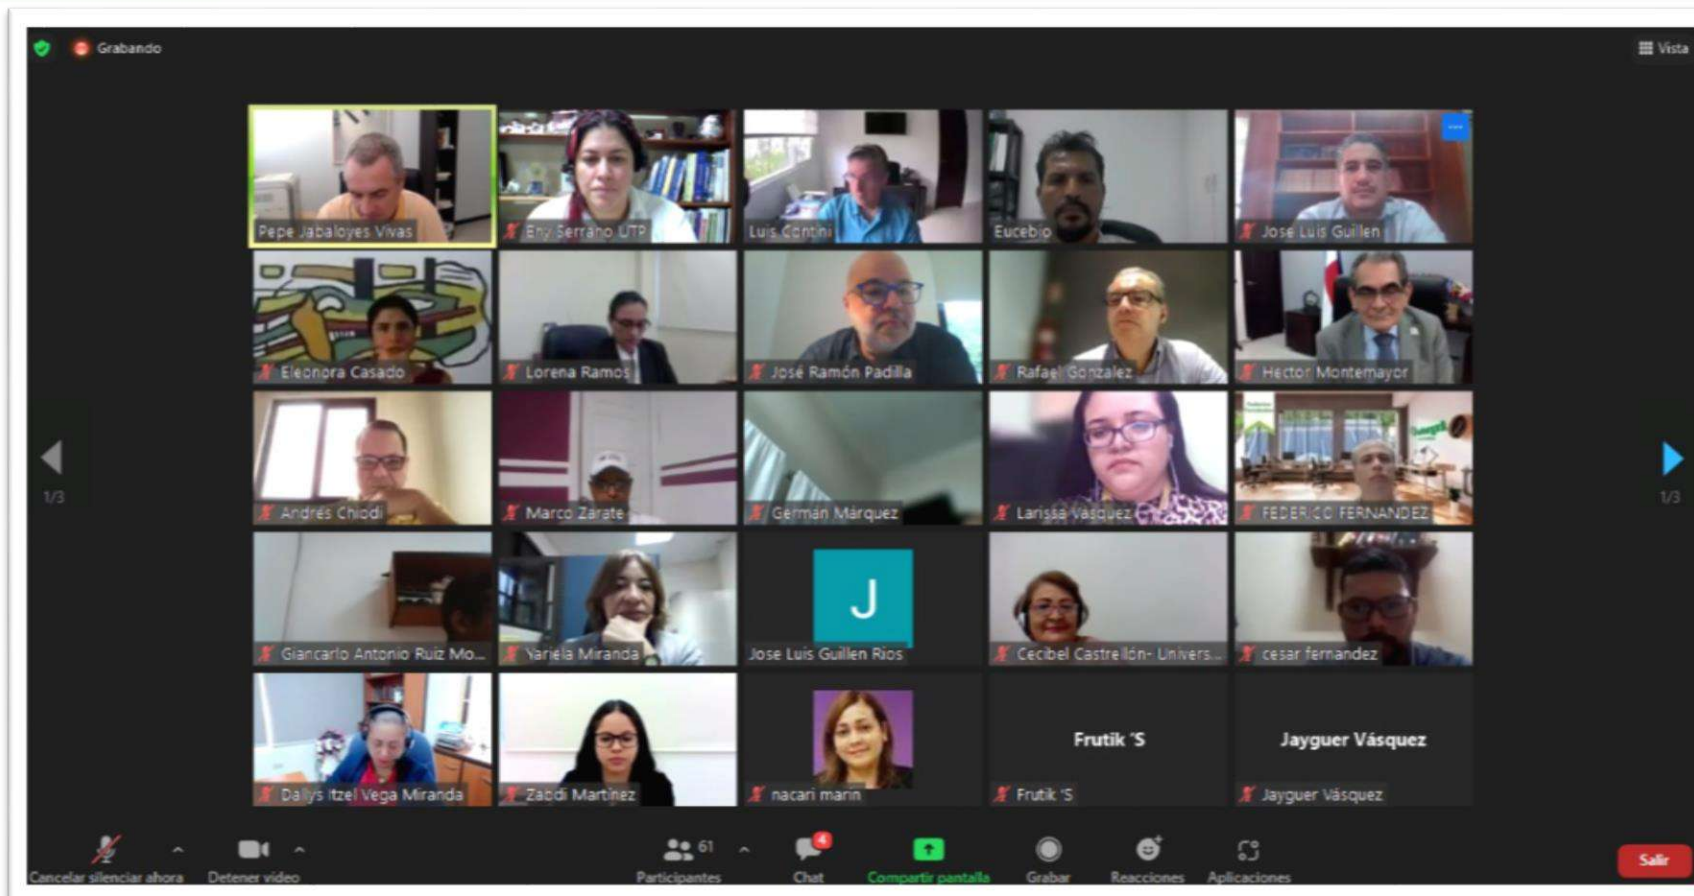 Grabando
Vista
Pepe Jabaloyes Vivas
Eny Serrano UTP
Luis Contini
Eucebio
Jose Luis Guillen
Eleonora Casado
Lorena Ramos
José Ramón Padilla
Rafael Gonzalez
Hector Montemayor
1/3
1/3
Andrés Chiodi
Marco Zarate
Germán Márquez
Larissa Vásquez
FEDERICO FERNANDEZ
Giancarlo Antonio Ruiz Mo...
Yariela Miranda
J
Jose Luis Guillen Rios
Cecibel Castrellón- Univers...
cesar fernandez
Dallys Itzel Vega Miranda
Zabdi Martínez
nacari marin
Frutik ´S
Frutik ´S
Jayguer Vásquez
Jayguer Vásquez
Cancelar silenciar ahora
Detener video
61
Participantes
4
Chat
Compartir pantalla
Grabar
Reacciones
Aplicaciones
Salir